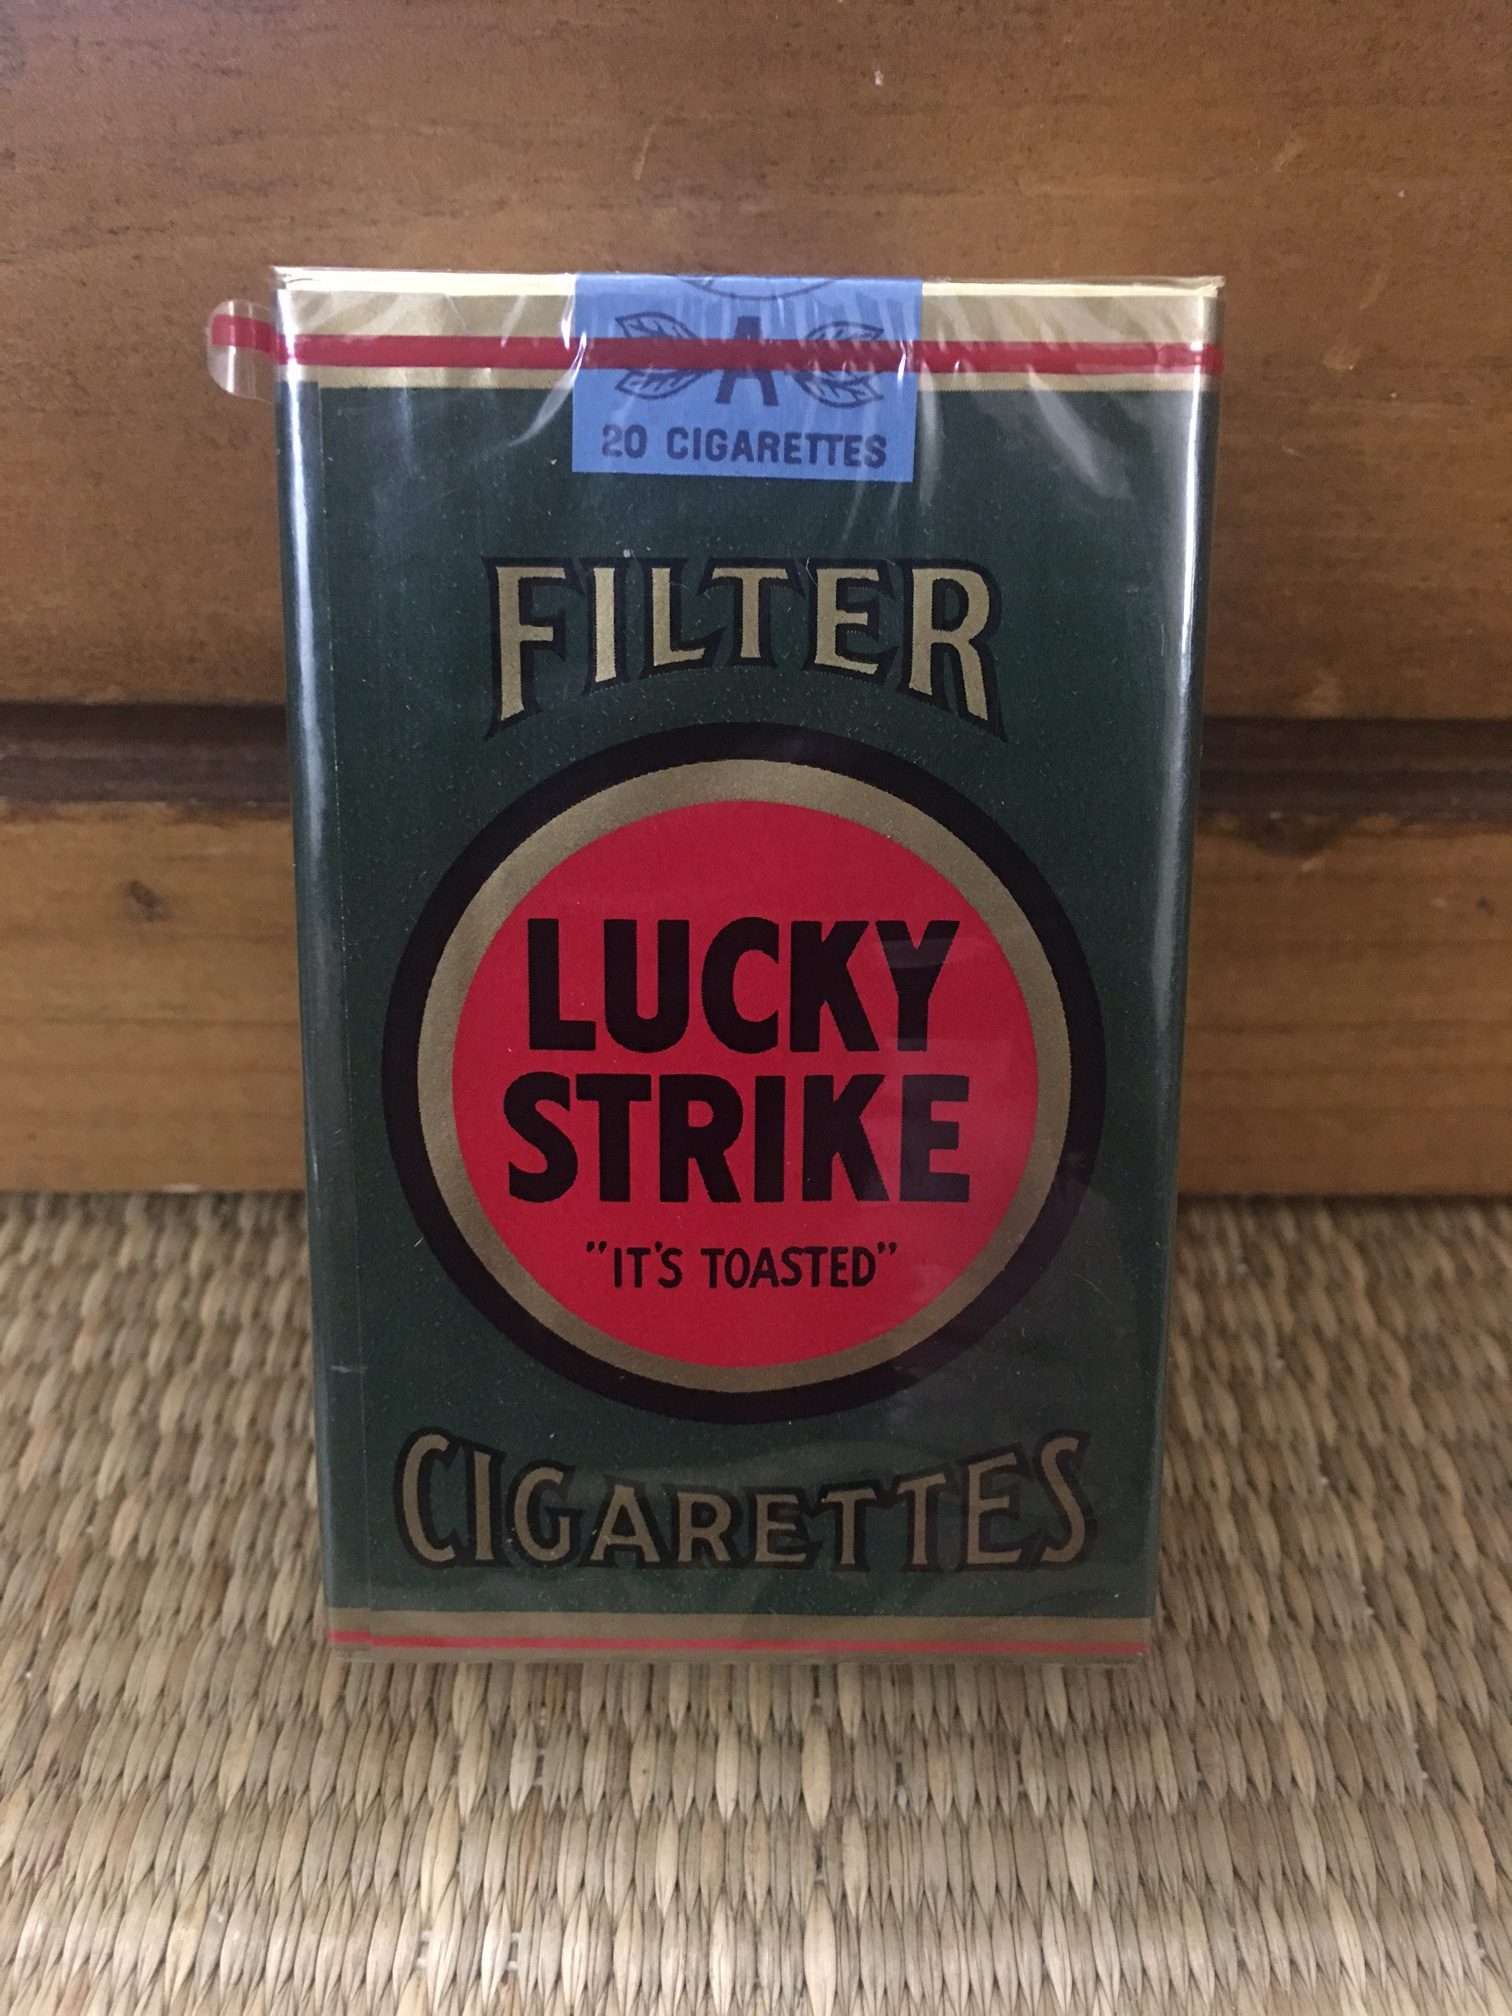 A
20 CIGARETTES
FILTER
LUCKY
STRIKE
"IT'S TOASTED"
CIGARETTES